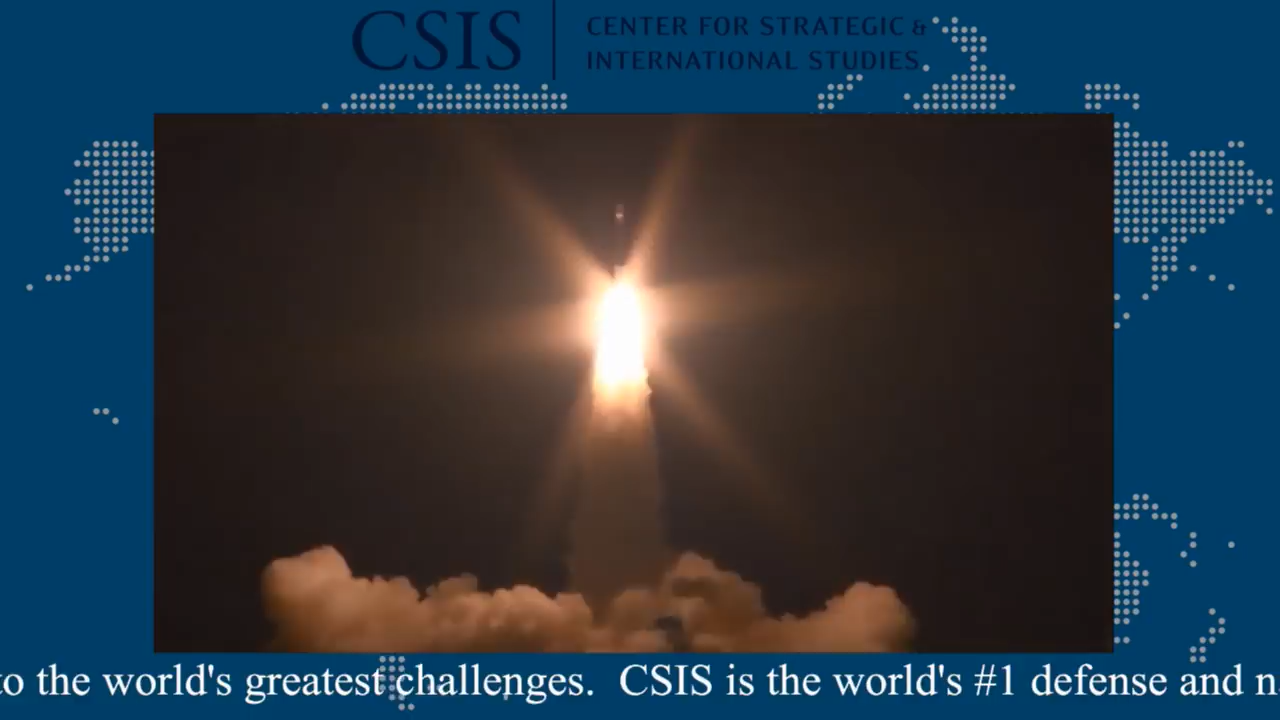 CSIS
CENTER FOR STRATEGIC &
INTERNATIONAL STUDIES
to the world's greatest challenges. CSIS is the world's #1 defense and